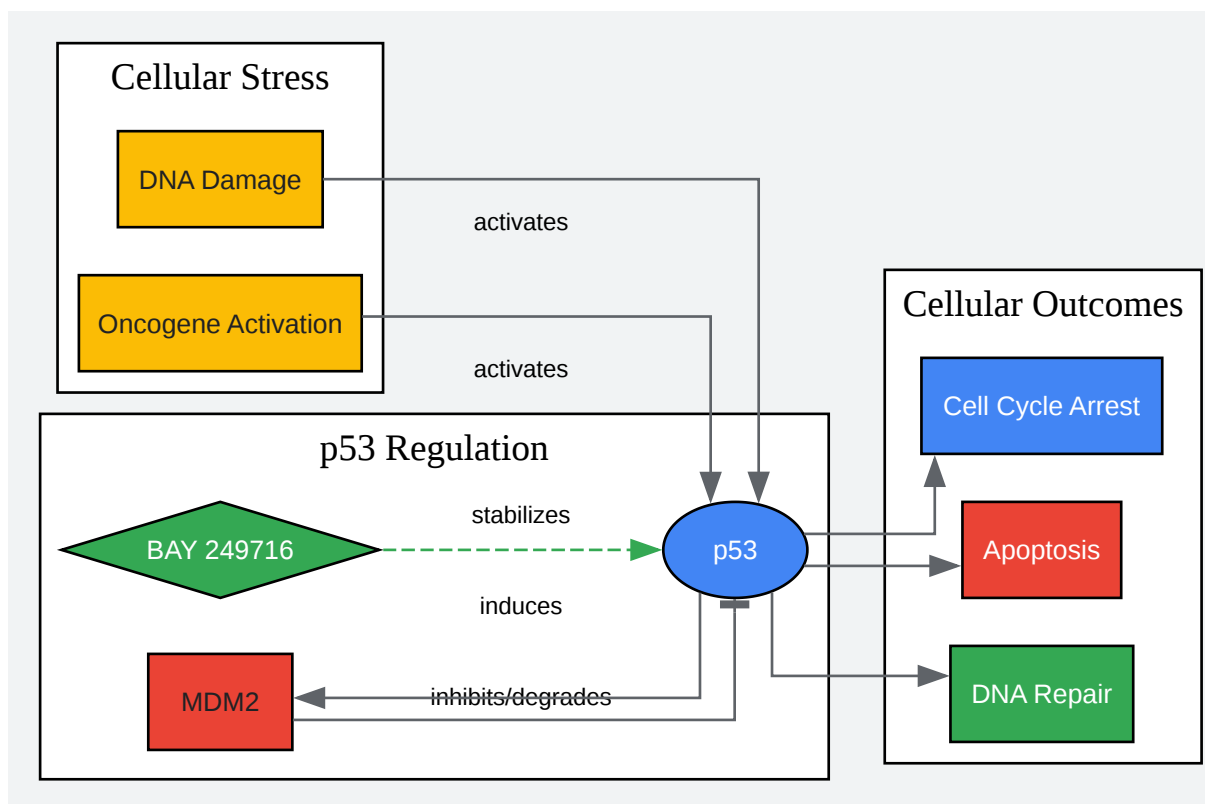 Cellular Stress
DNA Damage
activates
Oncogene Activation
activates
p53 Regulation
stabilizes
BAY 249716
p53
induces
MDM2
inhibits/degrades
Cellular Outcomes
Cell Cycle Arrest
Apoptosis
DNA Repair